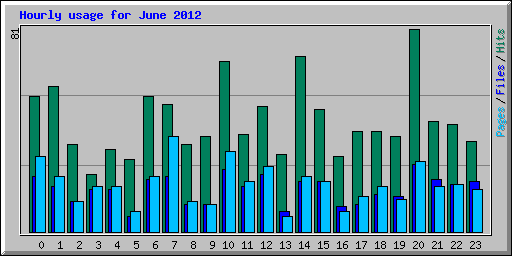 Hourly usage for June 2012
81
Pages/Files/Hits
0 1 2 3 4 5 6 7 8 9 10 11 12 13 14 15 16 17 18 19 20 21 22 23